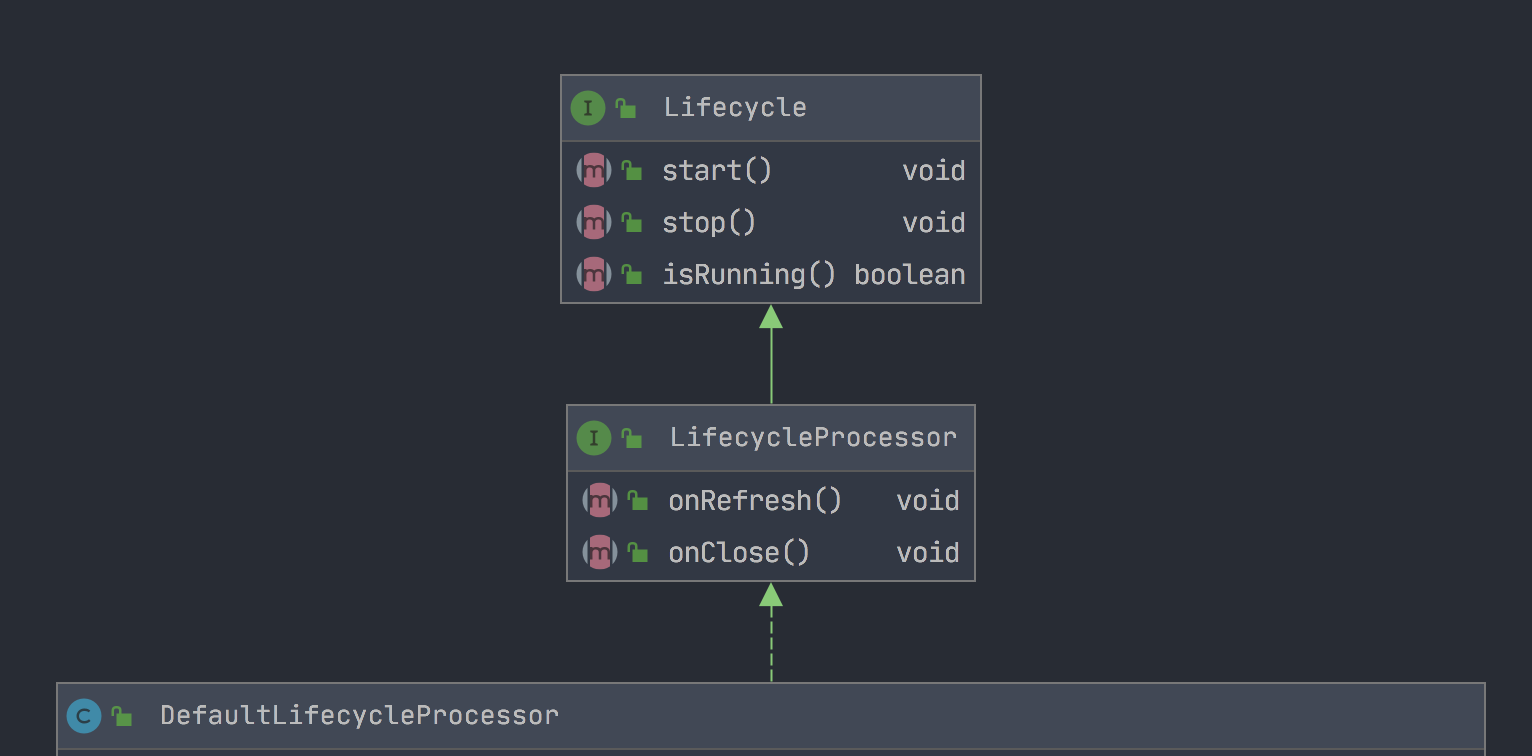 I Lifecycle
m start() void
m stop() void
m isRunning() boolean
I LifecycleProcessor
m onRefresh() void
m onClose() void
C DefaultLifecycleProcessor